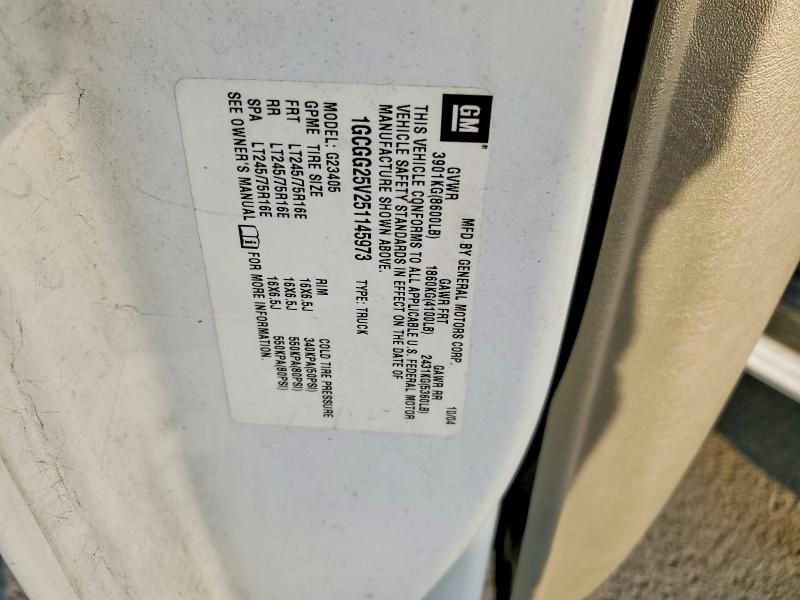 GM
MFD BY GENERAL MOTORS CORP. 10/04
GVWR GAWR FRT GAWR RR
3901KG(8600LB) 1860KG(4100LB) 2431KG(5360LB)
THIS VEHICLE CONFORMS TO ALL APPLICABLE U.S. FEDERAL MOTOR
VEHICLE SAFETY STANDARDS IN EFFECT ON THE DATE OF
MANUFACTURE SHOWN ABOVE.
1GCGG25V251145973 TYPE: TRUCK
MODEL: G23405
GPME TIRE SIZE RIM COLD TIRE PRESSURE
FRT LT245/75R16E 16X6.5J 340KPA(50PSI)
RR LT245/75R16E 16X6.5J 550KPA(80PSI)
SPA LT245/75R16E 16X6.5J 550KPA(80PSI)
SEE OWNER'S MANUAL FOR MORE INFORMATION.